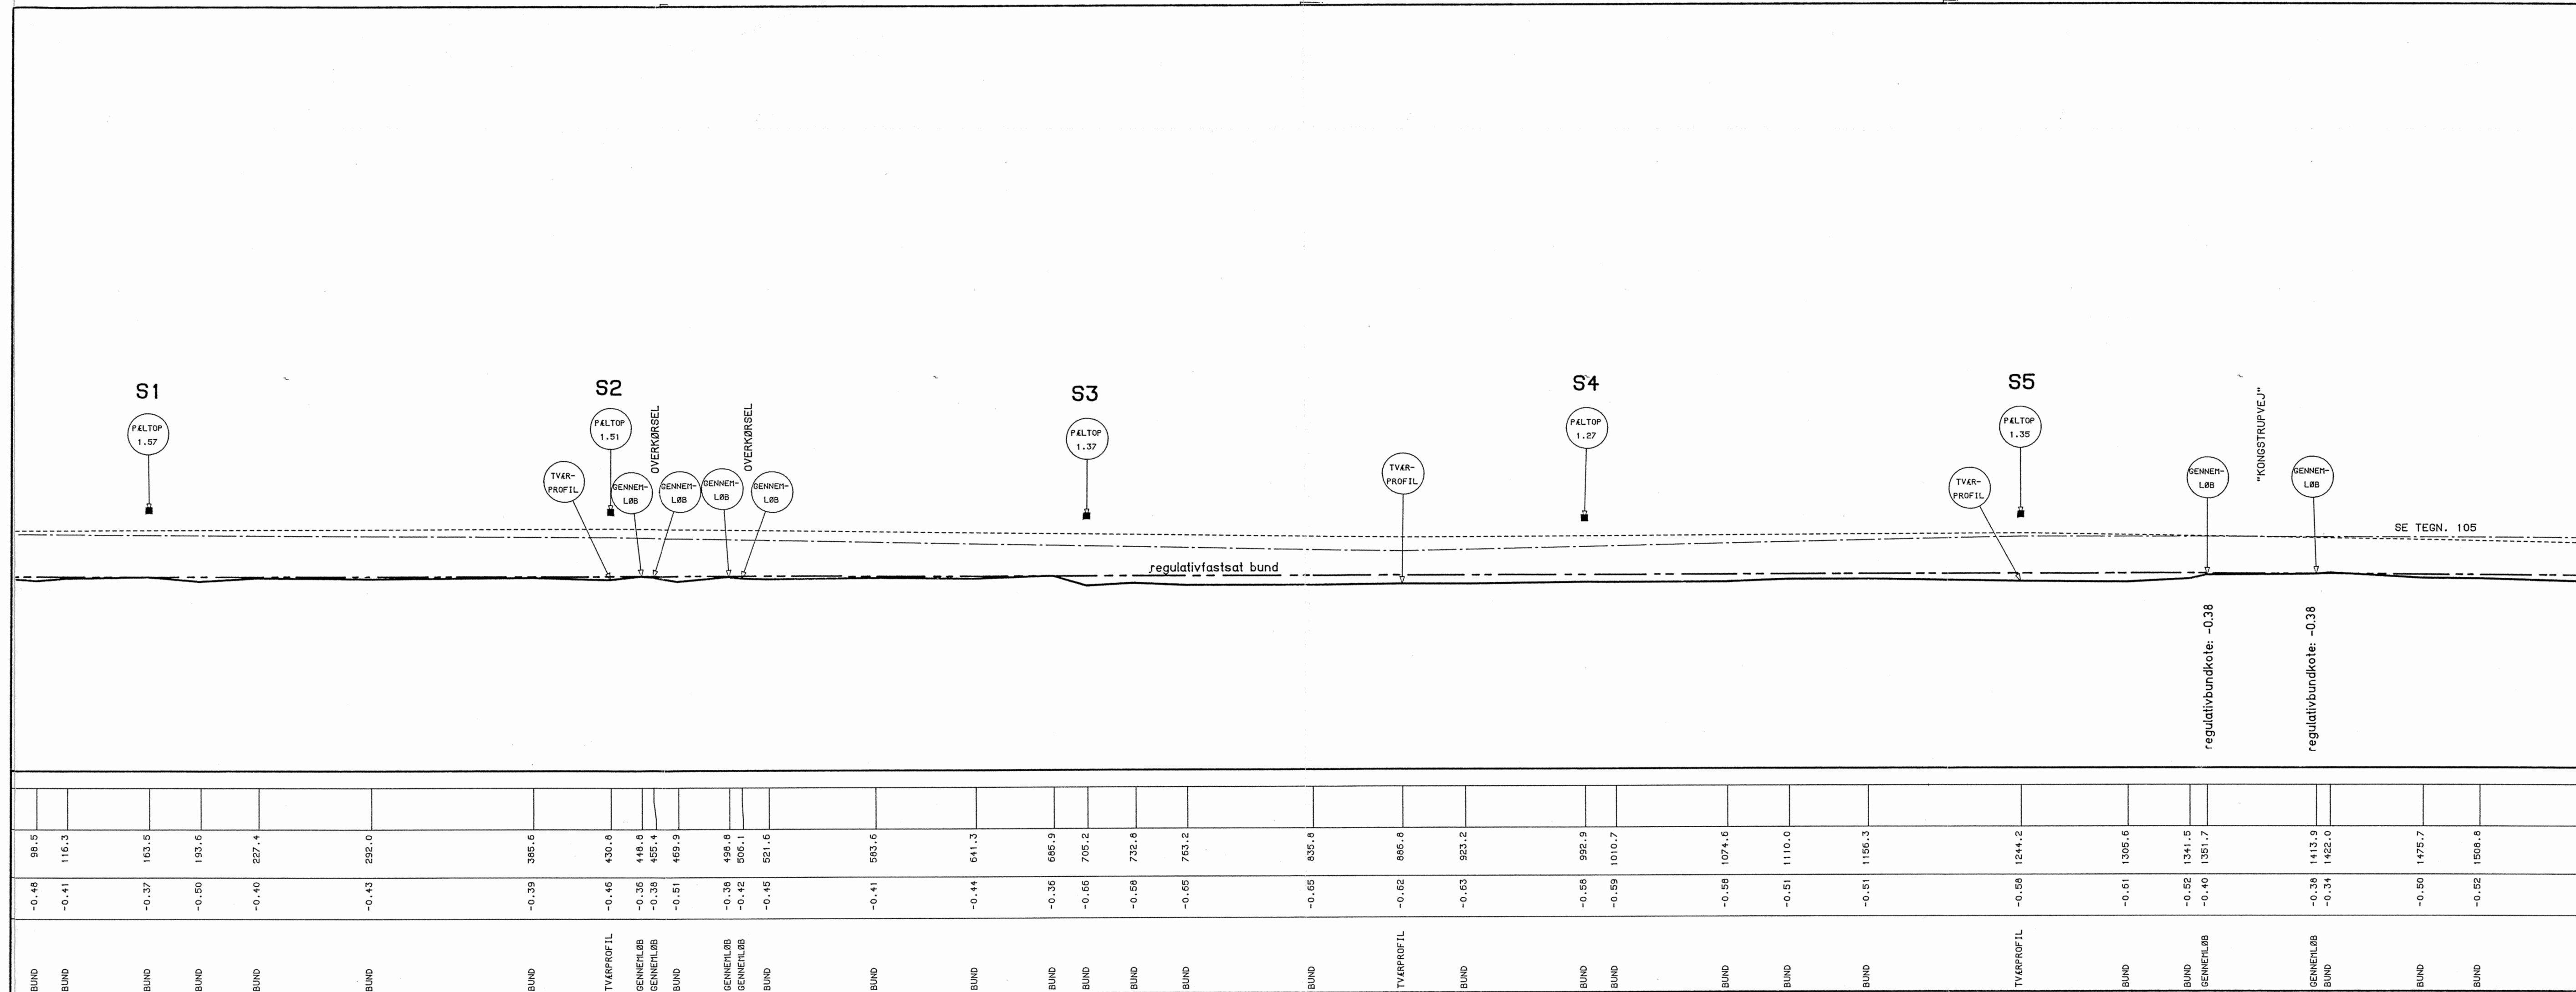 S1
S2
S3
S4
S5
PÆLTOP
1.57
PÆLTOP
1.51
PÆLTOP
1.37
PÆLTOP
1.27
PÆLTOP
1.35
OVERKØRSEL
OVERKØRSEL
"KONGSTRUPVEJ"
TVÆR-
PROFIL
GENNEM-
LØB
GENNEM-
LØB
GENNEM-
LØB
GENNEM-
LØB
TVÆR-
PROFIL
TVÆR-
PROFIL
GENNEM-
LØB
GENNEM-
LØB
SE TEGN. 105
regulativfastsat bund
regulativbundkote: -0.38
regulativbundkote: -0.38
98.5
116.3
163.5
193.6
227.4
292.0
385.6
430.8
448.8
455.4
469.9
498.8
506.1
521.6
583.6
641.3
685.9
705.2
732.8
763.2
835.8
886.8
923.2
992.9
1010.7
1074.6
1110.0
1156.3
1244.2
1305.6
1341.5
1351.7
1413.9
1422.0
1475.7
1508.8
-0.48
-0.41
-0.37
-0.50
-0.40
-0.43
-0.39
-0.46
-0.36
-0.38
-0.51
-0.38
-0.42
-0.45
-0.41
-0.44
-0.36
-0.66
-0.58
-0.65
-0.65
-0.62
-0.63
-0.58
-0.59
-0.58
-0.51
-0.51
-0.58
-0.61
-0.52
-0.40
-0.38
-0.34
-0.50
-0.52
BUND
BUND
BUND
BUND
BUND
BUND
BUND
TVÆRPROFIL
GENNEMLØB
GENNEMLØB
BUND
GENNEMLØB
GENNEMLØB
BUND
BUND
BUND
BUND
BUND
BUND
BUND
BUND
TVÆRPROFIL
BUND
BUND
BUND
BUND
BUND
BUND
TVÆRPROFIL
BUND
BUND
GENNEMLØB
GENNEMLØB
BUND
BUND
BUND